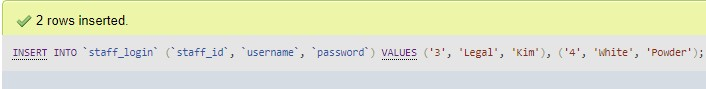 2 rows inserted.
INSERT INTO `staff_login` (`staff_id`, `username`, `password`) VALUES ('3', 'Legal', 'Kim'), ('4', 'White', 'Powder');